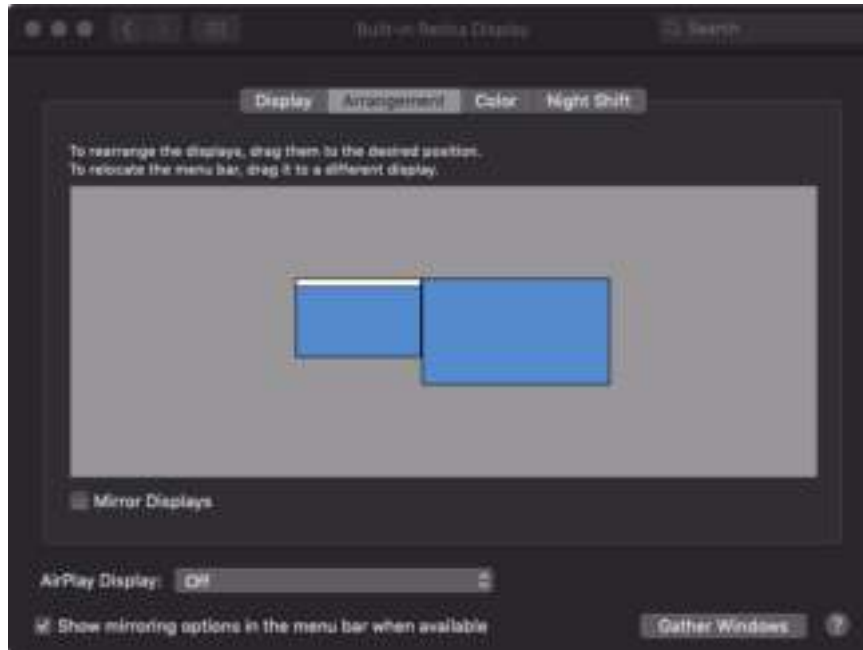 Built-in Retina Display
Search
Display Arrangement Color Night Shift
To rearrange the displays, drag them to the desired position.
To relocate the menu bar, drag it to a different display.
Mirror Displays
AirPlay Display: Off
Show mirroring options in the menu bar when available
Gather Windows ?